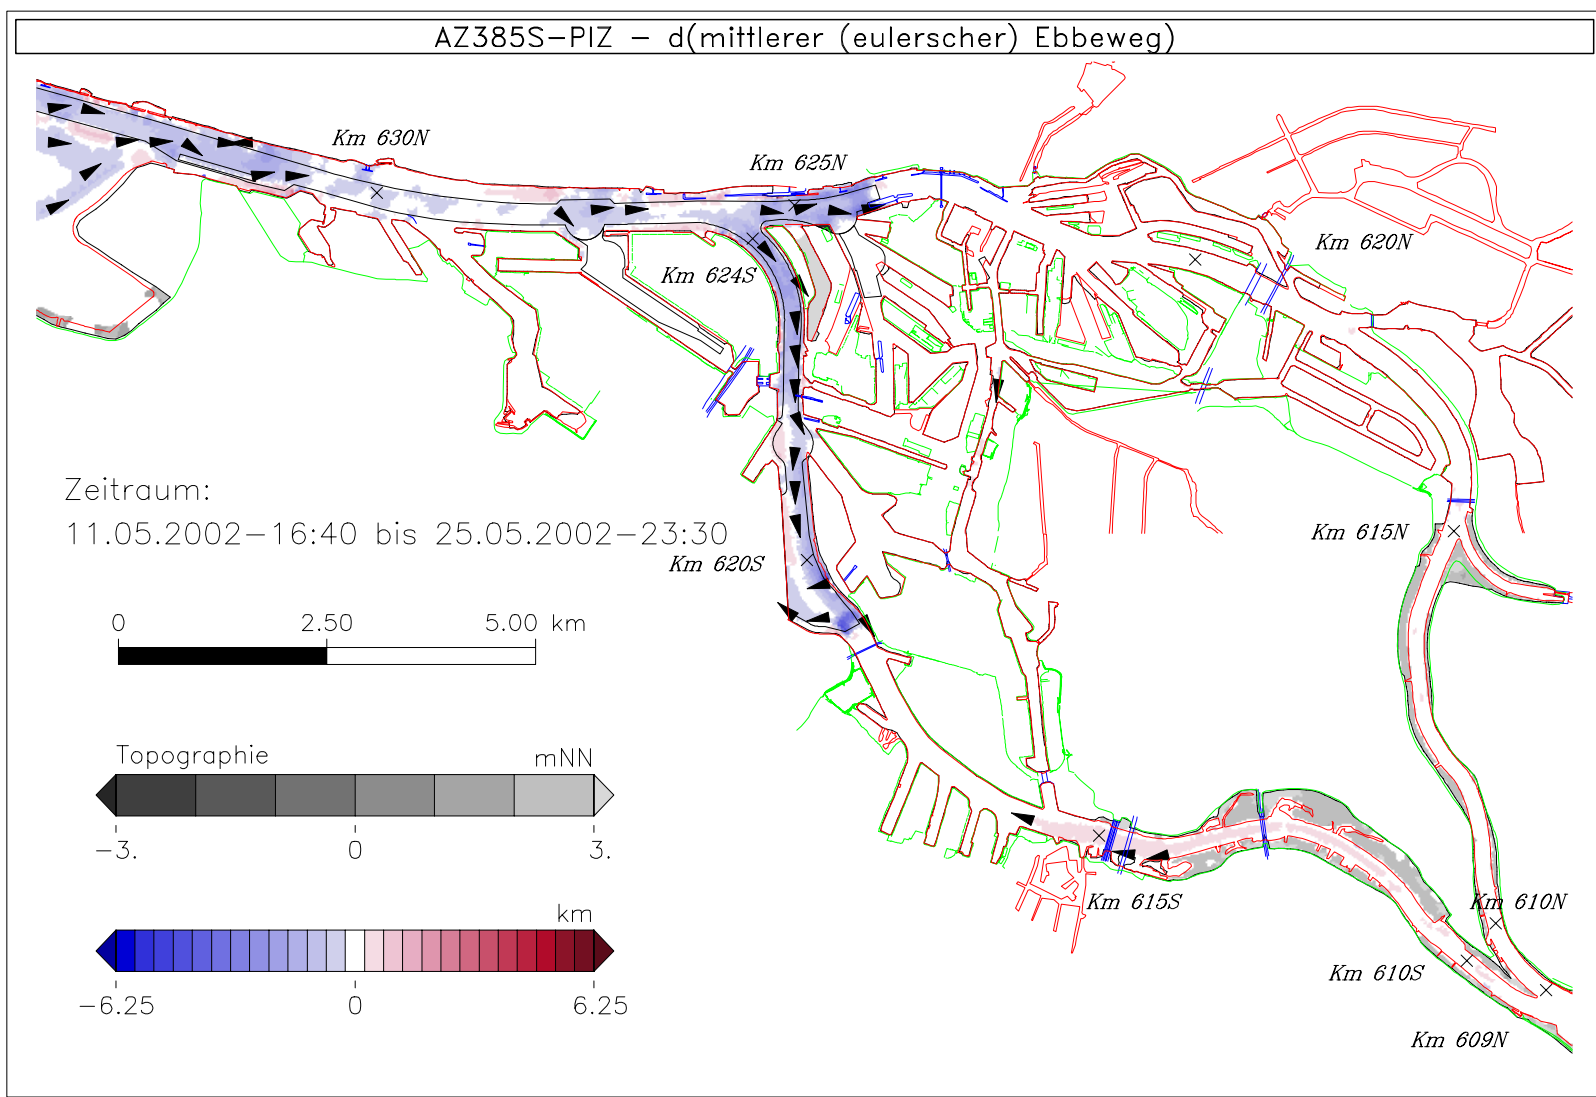 AZ385S-PIZ - d(mittlerer (eulerscher) Ebbeweg)
Km 630N
Km 625N
Km 620N
Km 624S
Zeitraum:
11.05.2002-16:40 bis 25.05.2002-23:30
Km 615N
Km 620S
0 2.50 5.00 km
Topographie mNN
-3. 0 3.
Km 615S
Km 610N
km
Km 610S
-6.25 0 6.25
Km 609N